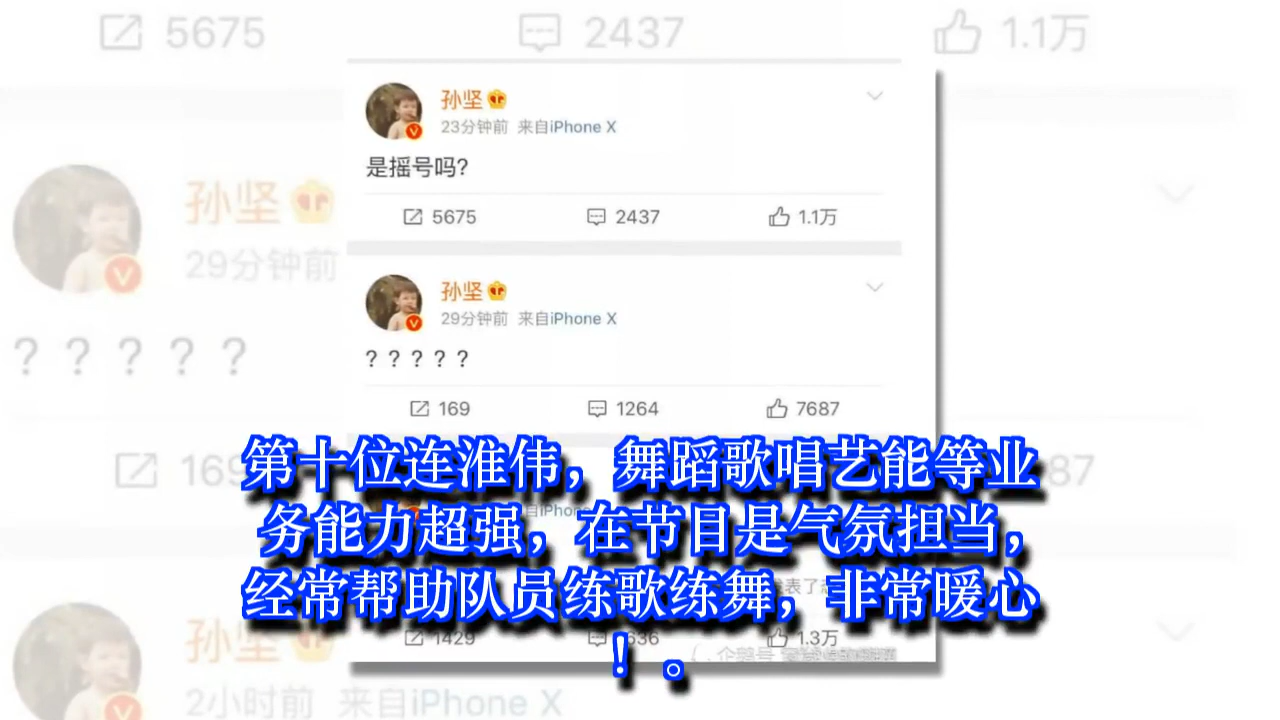 5675 2437 1.1万
孙坚
23分钟前 来自iPhone X
是摇号吗?
5675 2437 1.1万
孙坚
29分钟前
? ? ? ? ?
孙坚
29分钟前 来自iPhone X
? ? ? ? ?
169 1264 7687
第十位连淮伟，舞蹈歌唱艺能等业
务能力超强，在节目是气氛担当，
经常帮助队员练歌练舞，非常暖心
！。
1429 636 1.3万
孙坚
2小时前 来自iPhone X